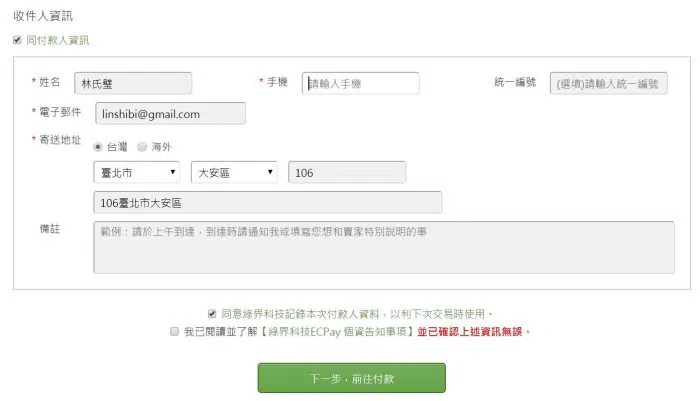 收件人資訊
同付款人資訊
* 姓名 林氏璧 * 手機 請輸入手機 統一編號 (選填)請輸入統一編號
* 電子郵件 linshibi@gmail.com
* 寄送地址 台灣 海外
臺北市 大安區 106
106臺北市大安區
備註 範例：請於上午到達，到達時請通知我或填寫您想和賣家特別說明的事
同意綠界科技記錄本次付款人資料，以利下次交易時使用。
我已閱讀並了解【綠界科技ECPay 個資告知事項】並已確認上述資訊無誤。
下一步，前往付款